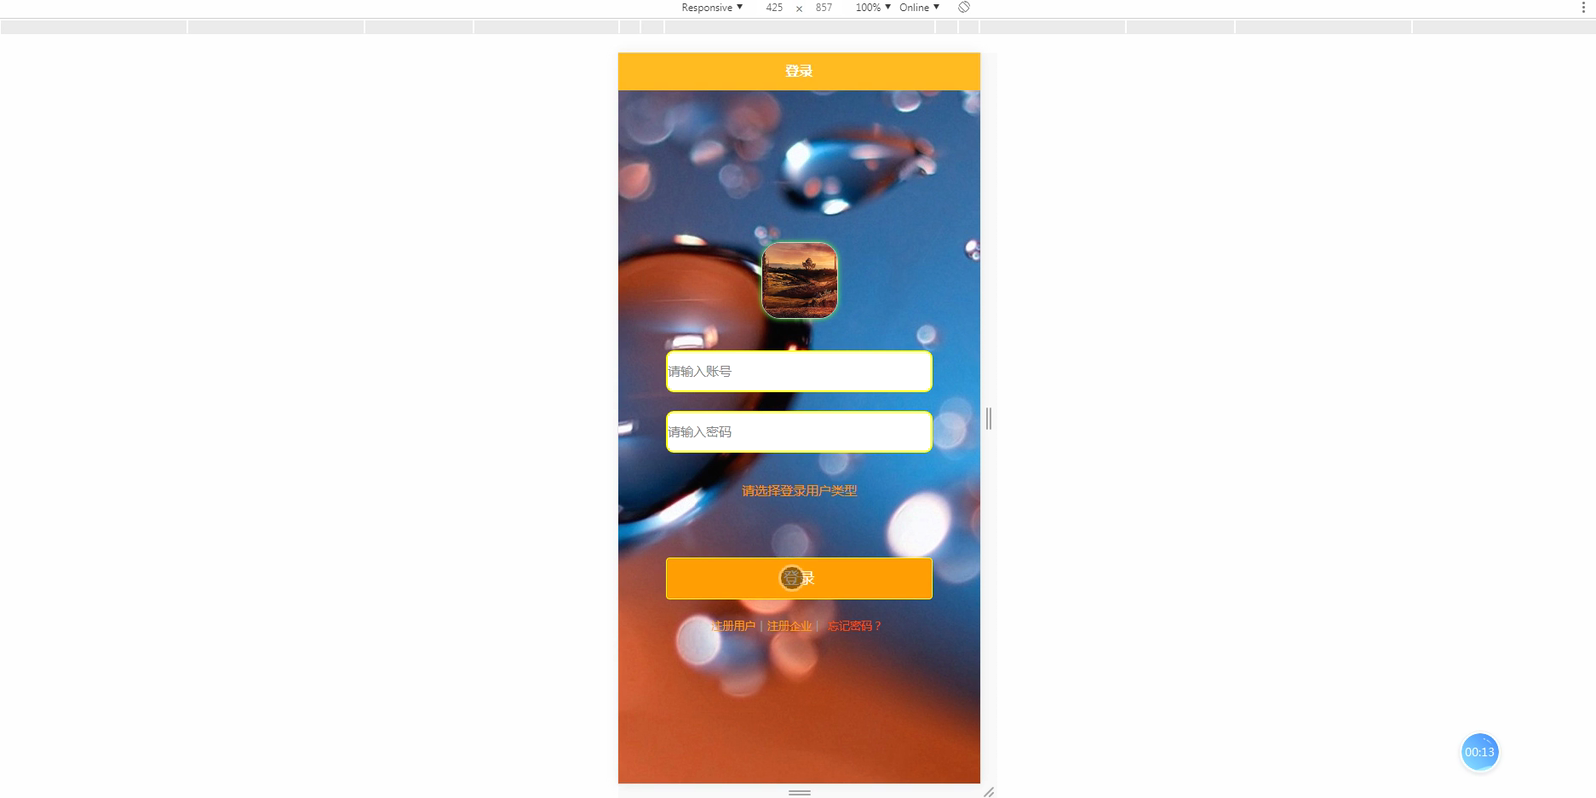 Responsive ▼ 425 × 857 100% ▼ Online ▼
登录
请输入账号
请输入密码
请选择登录用户类型
登录
注册用户 | 注册企业 | 忘记密码？
00:13